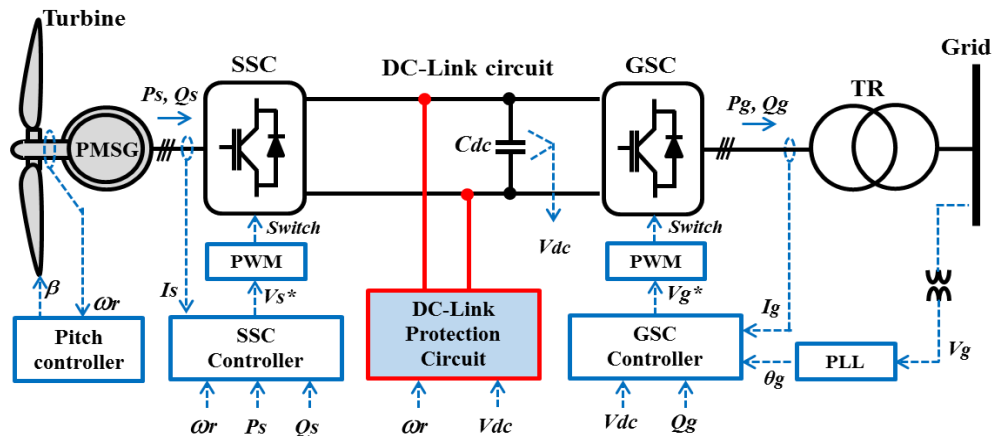 Turbine
Grid
SSC
DC-Link circuit
GSC
TR
Ps, Qs
Pg, Qg
PMSG
Cdc
Switch
Vdc
Switch
PWM
PWM
β
ωr
Is
Vs*
Vg*
Ig
Vg
Pitch
controller
SSC
Controller
DC-Link
Protection
Circuit
GSC
Controller
θg
PLL
ωr
Ps
Qs
ωr
Vdc
Vdc
Qg